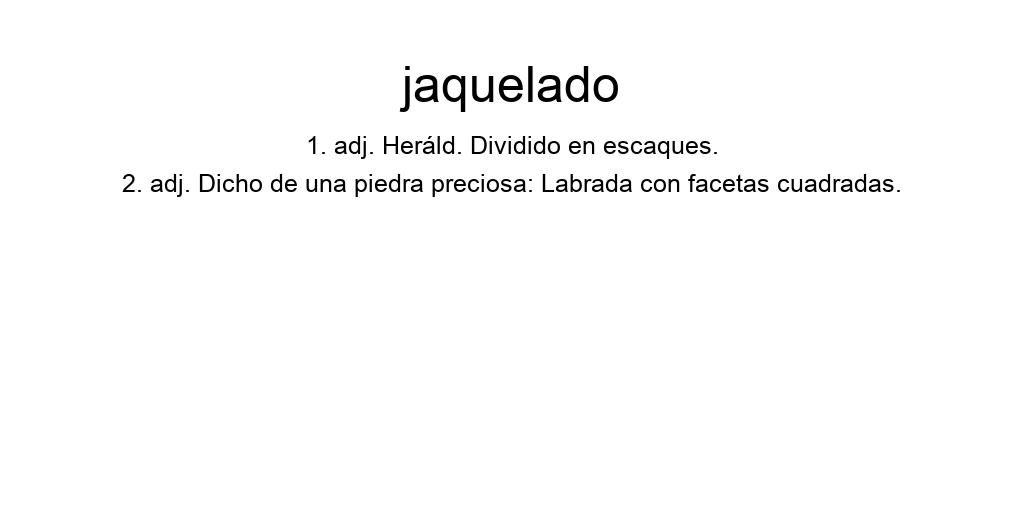 jaquelado
1. adj. Heráld. Dividido en escaques.
2. adj. Dicho de una piedra preciosa: Labrada con facetas cuadradas.